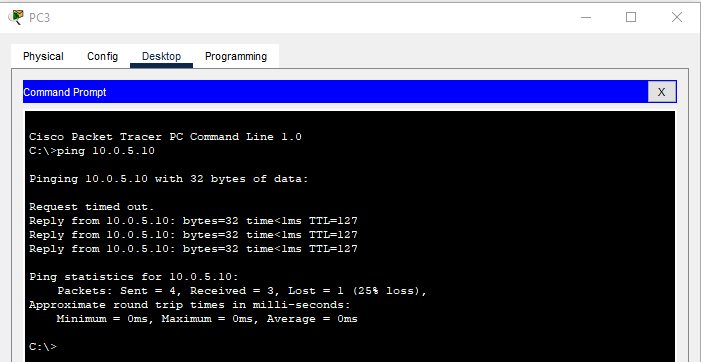 PC3
Physical Config Desktop Programming
Command Prompt X
Cisco Packet Tracer PC Command Line 1.0
C:\>ping 10.0.5.10
Pinging 10.0.5.10 with 32 bytes of data:
Request timed out.
Reply from 10.0.5.10: bytes=32 time<1ms TTL=127
Reply from 10.0.5.10: bytes=32 time<1ms TTL=127
Reply from 10.0.5.10: bytes=32 time<1ms TTL=127
Ping statistics for 10.0.5.10:
Packets: Sent = 4, Received = 3, Lost = 1 (25% loss),
Approximate round trip times in milli-seconds:
Minimum = 0ms, Maximum = 0ms, Average = 0ms
C:\>